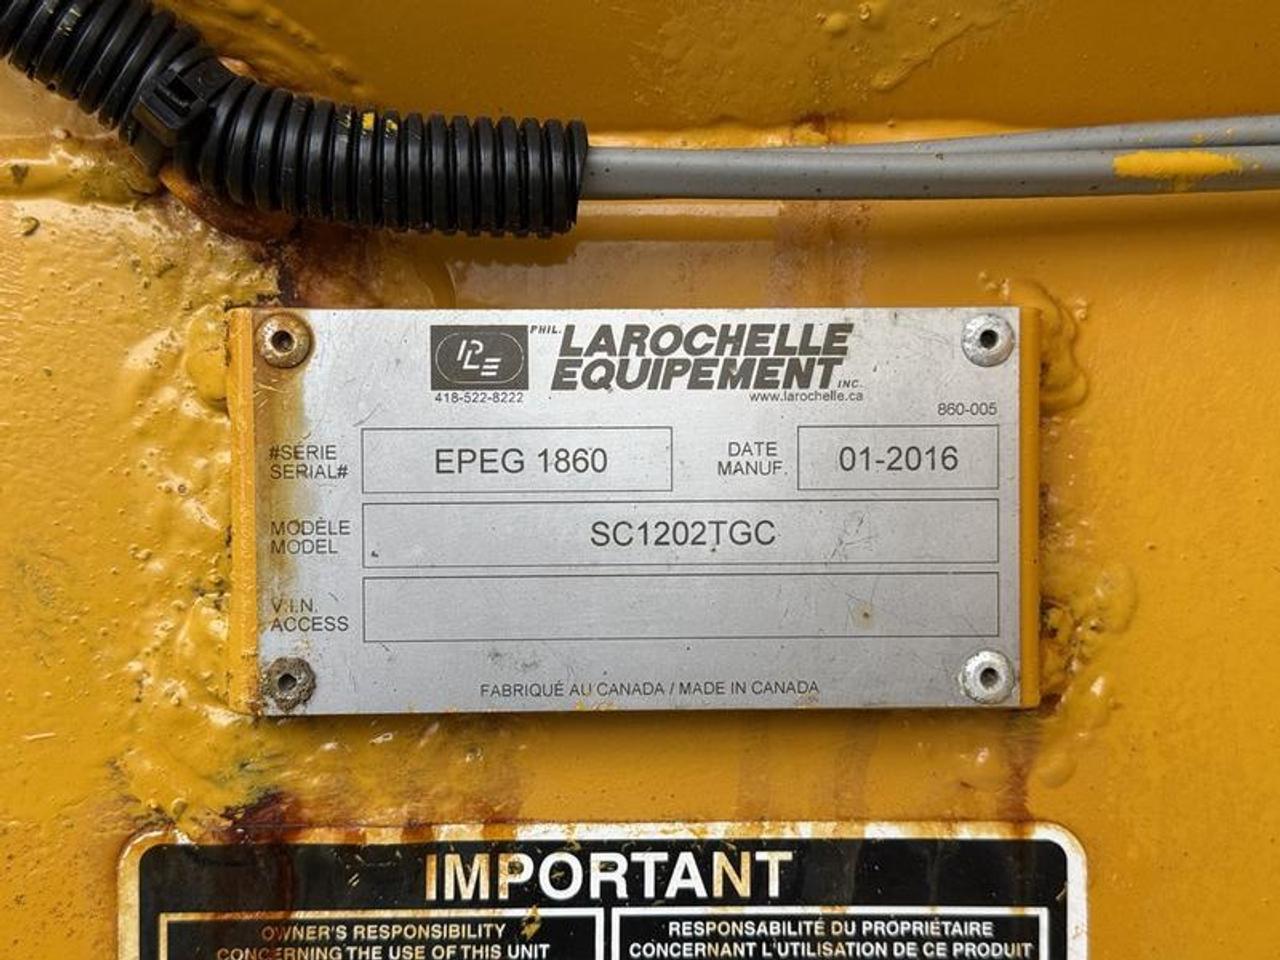 PLE
PHIL. LAROCHELLE
EQUIPEMENT INC.
418-522-8222
www.larochelle.ca
860-005
#SÉRIE
SERIAL#
EPEG 1860
DATE
MANUF.
01-2016
MODÈLE
MODEL
SC1202TGC
V.I.N.
ACCESS
FABRIQUÉ AU CANADA / MADE IN CANADA
IMPORTANT
OWNER'S RESPONSIBILITY
CONCERNING THE USE OF THIS UNIT
RESPONSABILITÉ DU PROPRIÉTAIRE
CONCERNANT L'UTILISATION DE CE PRODUIT